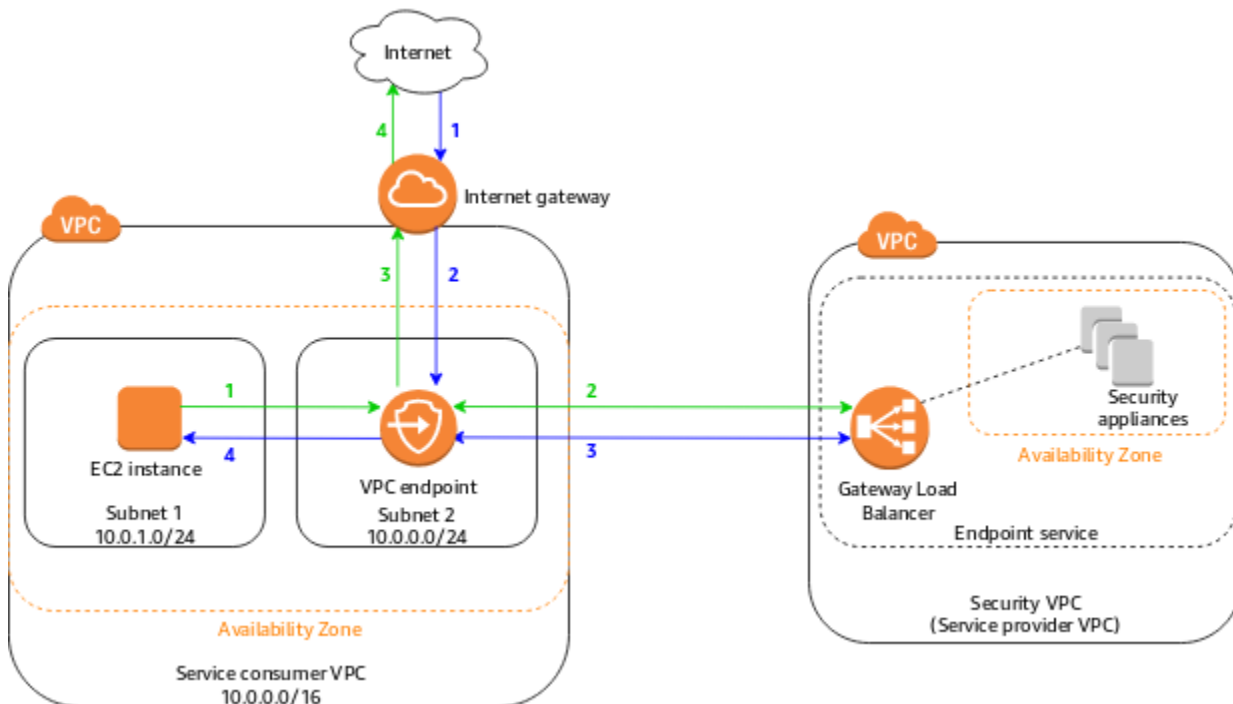 Internet
4
1
Internet gateway
VPC
VPC
3
2
1
2
4
3
EC2 instance
VPC endpoint
Subnet 1
10.0.1.0/24
Subnet 2
10.0.0.0/24
Security
appliances
Availability Zone
Gateway Load
Balancer
Endpoint service
Availability Zone
Security VPC
(Service provider VPC)
Service consumer VPC
10.0.0.0/16